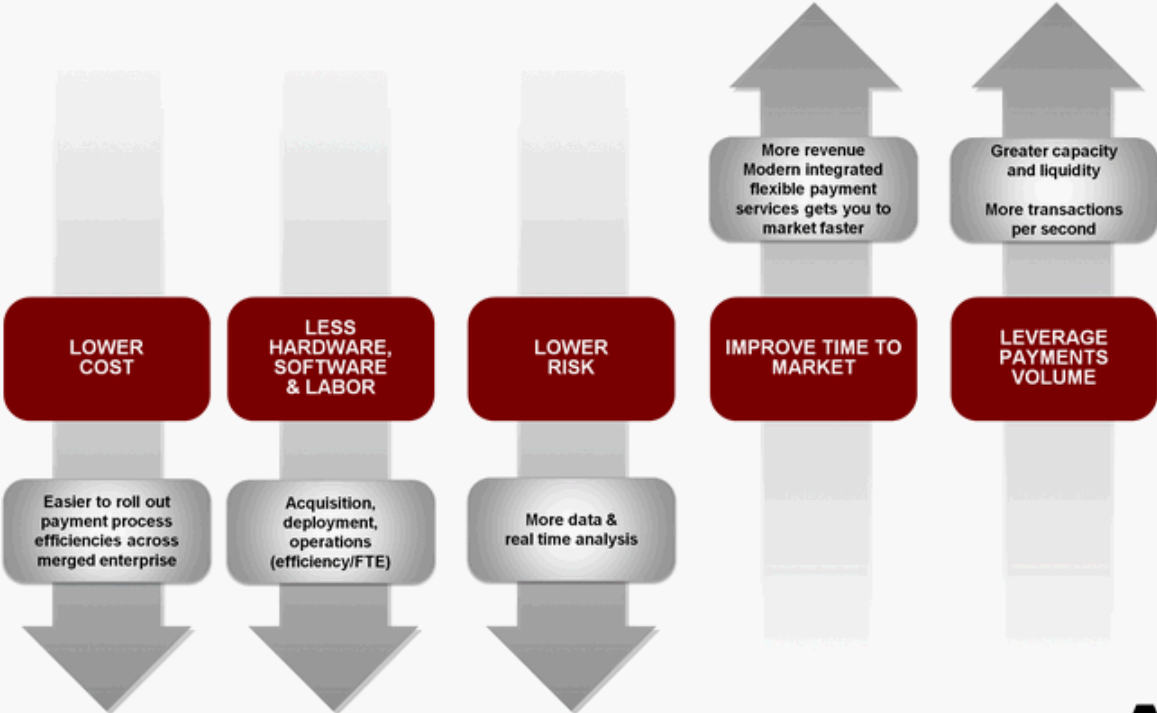 LOWER
COST
Easier to roll out
payment process
efficiencies across
merged enterprise
LESS
HARDWARE,
SOFTWARE
& LABOR
Acquisition,
deployment,
operations
(efficiency/FTE)
LOWER
RISK
More data &
real time analysis
More revenue
Modern integrated
flexible payment
services gets you to
market faster
IMPROVE TIME TO
MARKET
Greater capacity
and liquidity
More transactions
per second
LEVERAGE
PAYMENTS
VOLUME